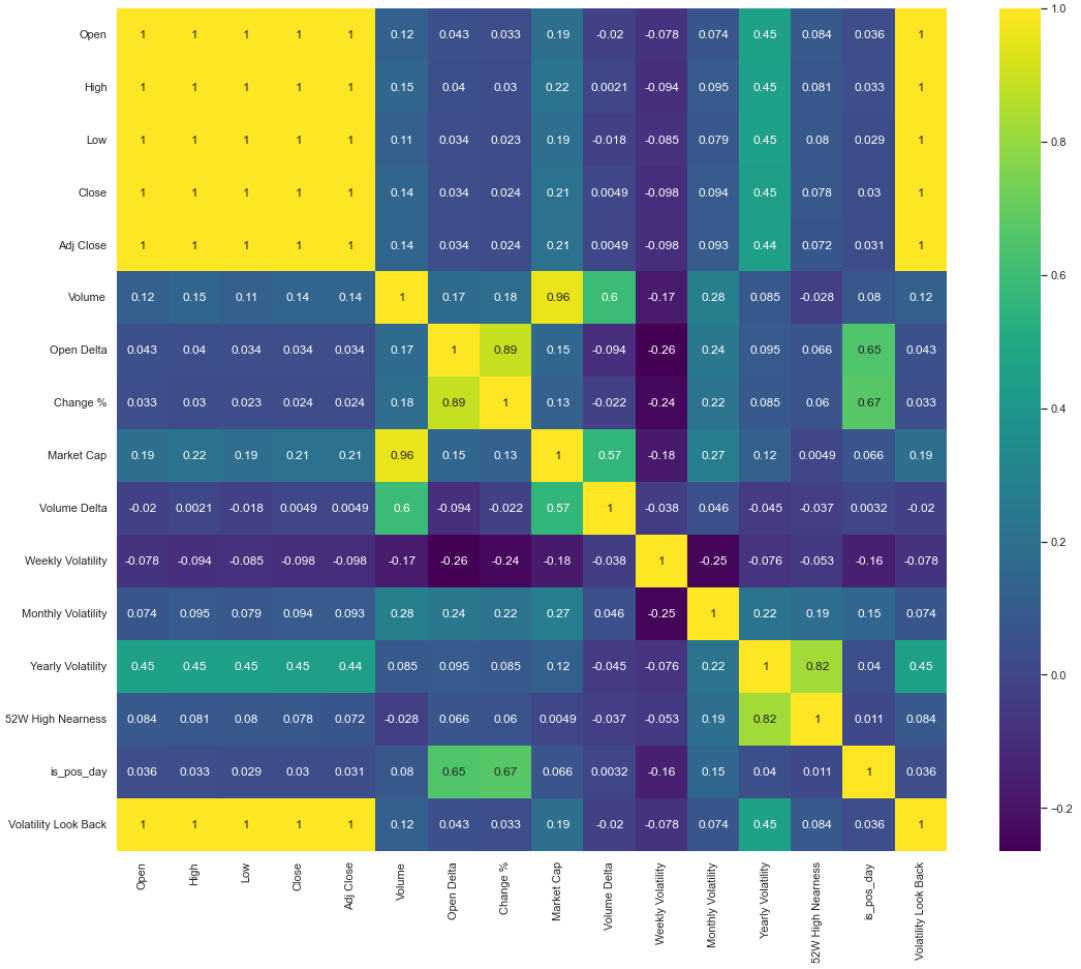 Open 1 1 1 1 1 0.12 0.043 0.033 0.19 -0.02 -0.078 0.074 0.45 0.084 0.036 1
High 1 1 1 1 1 0.15 0.04 0.03 0.22 0.0021 -0.094 0.095 0.45 0.081 0.033 1
Low 1 1 1 1 1 0.11 0.034 0.023 0.19 -0.018 -0.085 0.079 0.45 0.08 0.029 1
Close 1 1 1 1 1 0.14 0.034 0.024 0.21 0.0049 -0.098 0.094 0.45 0.078 0.03 1
Adj Close 1 1 1 1 1 0.14 0.034 0.024 0.21 0.0049 -0.098 0.093 0.44 0.072 0.031 1
Volume 0.12 0.15 0.11 0.14 0.14 1 0.17 0.18 0.96 0.6 -0.17 0.28 0.085 -0.028 0.08 0.12
Open Delta 0.043 0.04 0.034 0.034 0.034 0.17 1 0.89 0.15 -0.094 -0.26 0.24 0.095 0.066 0.65 0.043
Change % 0.033 0.03 0.023 0.024 0.024 0.18 0.89 1 0.13 -0.022 -0.24 0.22 0.085 0.06 0.67 0.033
Market Cap 0.19 0.22 0.19 0.21 0.21 0.96 0.15 0.13 1 0.57 -0.18 0.27 0.12 0.0049 0.066 0.19
Volume Delta -0.02 0.0021 -0.018 0.0049 0.0049 0.6 -0.094 -0.022 0.57 1 -0.038 0.046 -0.045 -0.037 0.0032 -0.02
Weekly Volatility -0.078 -0.094 -0.085 -0.098 -0.098 -0.17 -0.26 -0.24 -0.18 -0.038 1 -0.25 -0.076 -0.053 -0.16 -0.078
Monthly Volatility 0.074 0.095 0.079 0.094 0.093 0.28 0.24 0.22 0.27 0.046 -0.25 1 0.22 0.19 0.15 0.074
Yearly Volatility 0.45 0.45 0.45 0.45 0.44 0.085 0.095 0.085 0.12 -0.045 -0.076 0.22 1 0.82 0.04 0.45
52W High Nearness 0.084 0.081 0.08 0.078 0.072 -0.028 0.066 0.06 0.0049 -0.037 -0.053 0.19 0.82 1 0.011 0.084
is_pos_day 0.036 0.033 0.029 0.03 0.031 0.08 0.65 0.67 0.066 0.0032 -0.16 0.15 0.04 0.011 1 0.036
Volatility Look Back 1 1 1 1 1 0.12 0.043 0.033 0.19 -0.02 -0.078 0.074 0.45 0.084 0.036 1
Open
High
Low
Close
Adj Close
Volume
Open Delta
Change %
Market Cap
Volume Delta
Weekly Volatility
Monthly Volatility
Yearly Volatility
52W High Nearness
is_pos_day
Volatility Look Back
1.0
0.8
0.6
0.4
0.2
0.0
-0.2